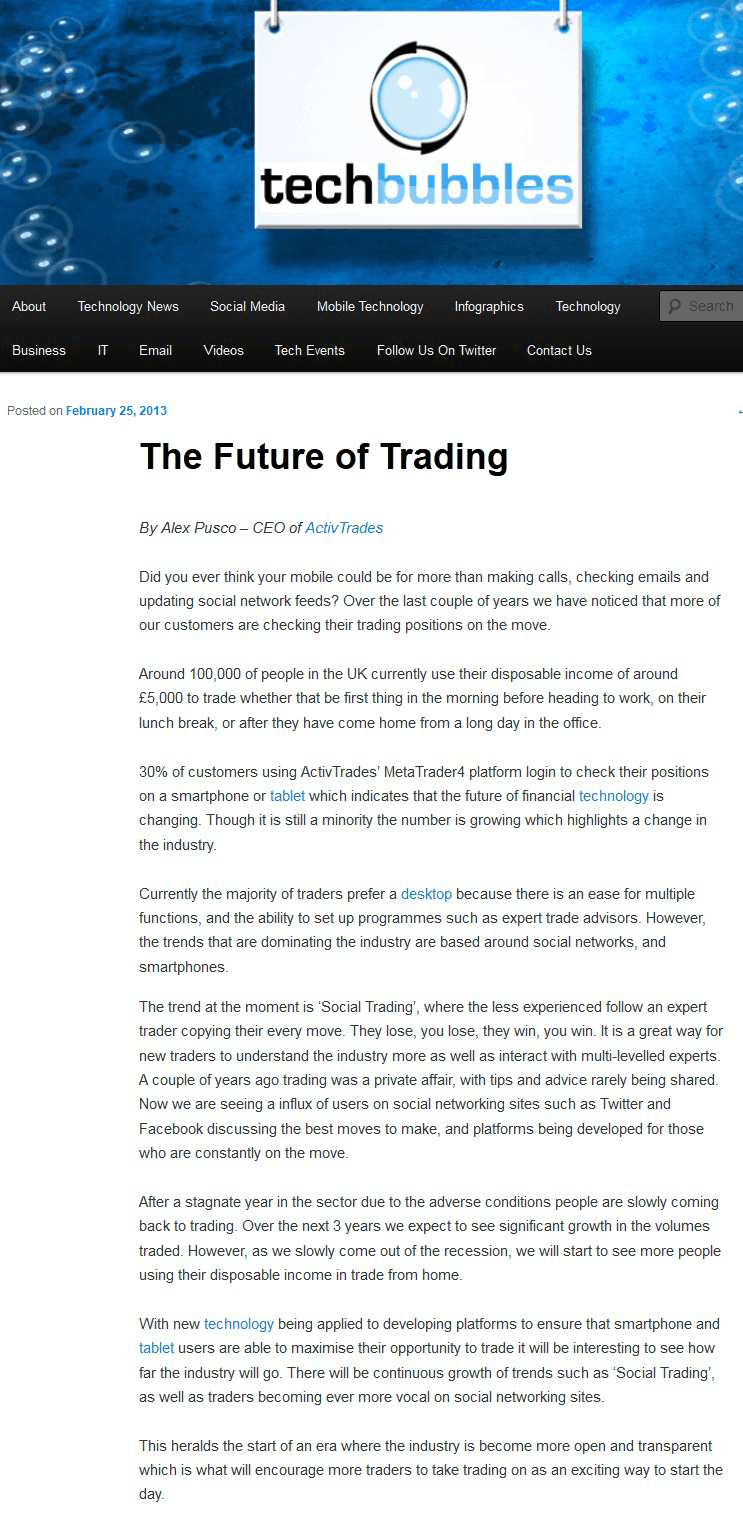 techbubbles
About Technology News Social Media Mobile Technology Infographics Technology Search
Business IT Email Videos Tech Events Follow Us On Twitter Contact Us
Posted on February 25, 2013 ←
The Future of Trading
By Alex Pusco – CEO of ActivTrades
Did you ever think your mobile could be for more than making calls, checking emails and
updating social network feeds? Over the last couple of years we have noticed that more of
our customers are checking their trading positions on the move.
Around 100,000 of people in the UK currently use their disposable income of around
£5,000 to trade whether that be first thing in the morning before heading to work, on their
lunch break, or after they have come home from a long day in the office.
30% of customers using ActivTrades’ MetaTrader4 platform login to check their positions
on a smartphone or tablet which indicates that the future of financial technology is
changing. Though it is still a minority the number is growing which highlights a change in
the industry.
Currently the majority of traders prefer a desktop because there is an ease for multiple
functions, and the ability to set up programmes such as expert trade advisors. However,
the trends that are dominating the industry are based around social networks, and
smartphones.
The trend at the moment is ‘Social Trading’, where the less experienced follow an expert
trader copying their every move. They lose, you lose, they win, you win. It is a great way for
new traders to understand the industry more as well as interact with multi-levelled experts.
A couple of years ago trading was a private affair, with tips and advice rarely being shared.
Now we are seeing a influx of users on social networking sites such as Twitter and
Facebook discussing the best moves to make, and platforms being developed for those
who are constantly on the move.
After a stagnate year in the sector due to the adverse conditions people are slowly coming
back to trading. Over the next 3 years we expect to see significant growth in the volumes
traded. However, as we slowly come out of the recession, we will start to see more people
using their disposable income in trade from home.
With new technology being applied to developing platforms to ensure that smartphone and
tablet users are able to maximise their opportunity to trade it will be interesting to see how
far the industry will go. There will be continuous growth of trends such as ‘Social Trading’,
as well as traders becoming ever more vocal on social networking sites.
This heralds the start of an era where the industry is become more open and transparent
which is what will encourage more traders to take trading on as an exciting way to start the
day.